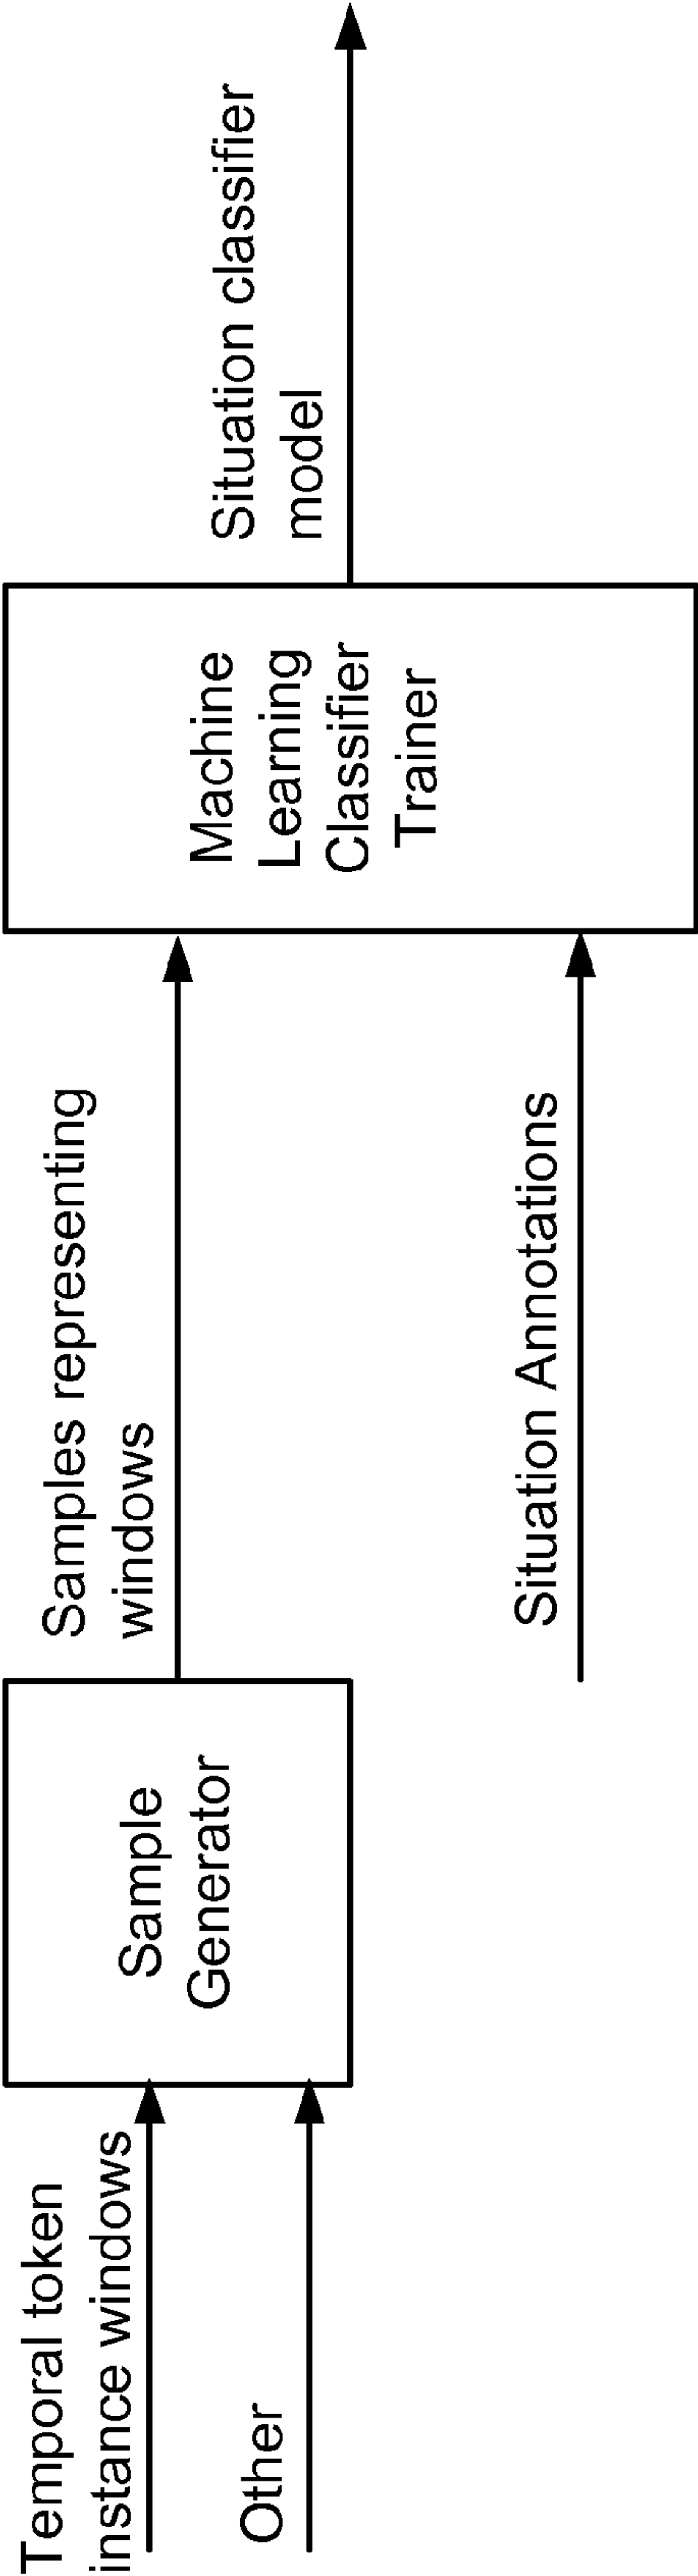 Temporal token
instance windows
Other
Sample
Generator
Samples representing
windows
Situation Annotations
Machine
Learning
Classifier
Trainer
Situation classifier
model